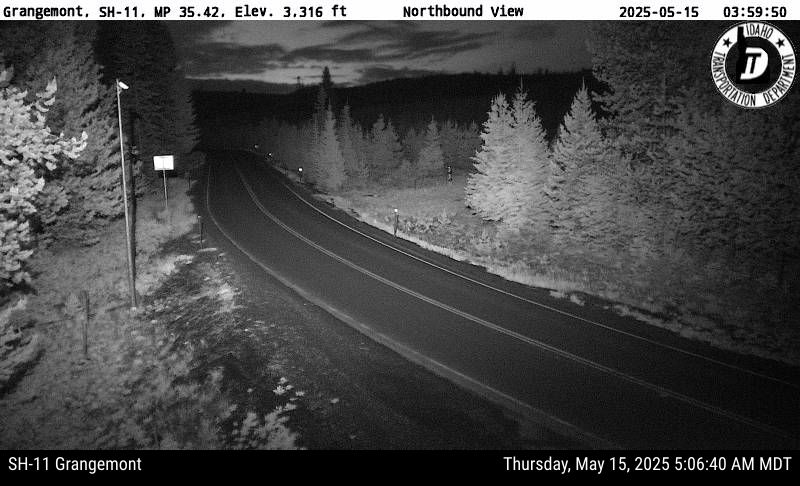 Grangemont, SH-11, MP 35.42, Elev. 3,316 ft Northbound View 2025-05-15 03:59:50
IDAHO
TRANSPORTATION DEPARTMENT
SH-11 Grangemont Thursday, May 15, 2025 5:06:40 AM MDT